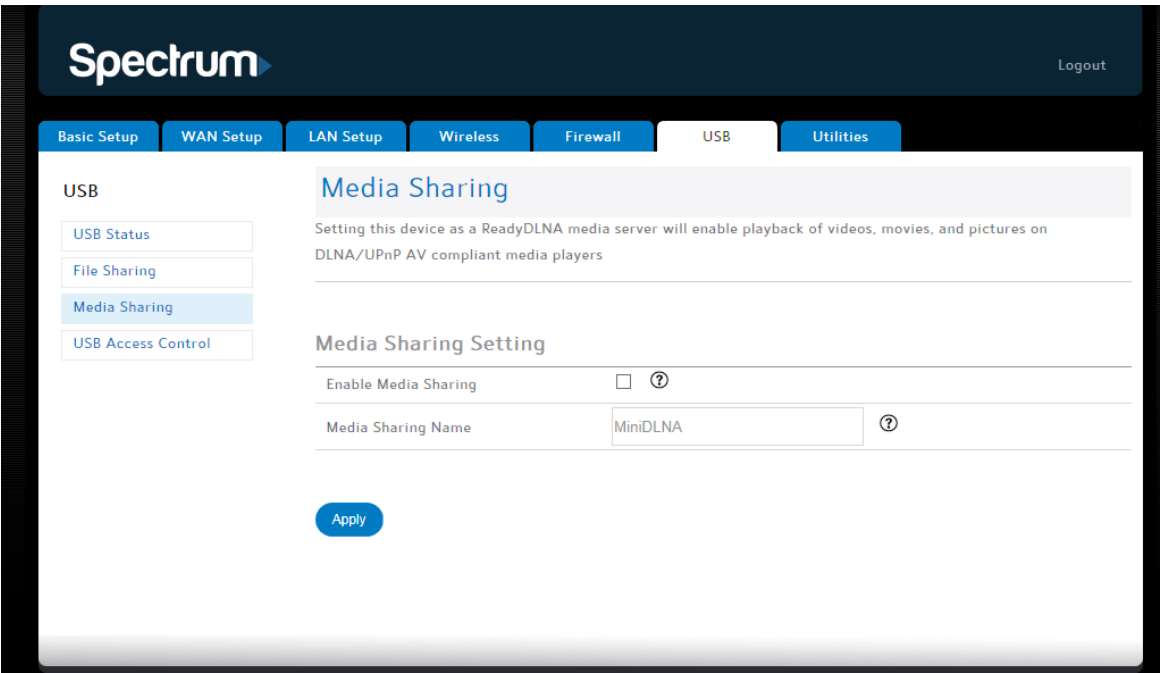 Spectrum
Logout
Basic Setup WAN Setup LAN Setup Wireless Firewall USB Utilities
USB
USB Status
File Sharing
Media Sharing
USB Access Control
Media Sharing
Setting this device as a ReadyDLNA media server will enable playback of videos, movies, and pictures on
DLNA/UPnP AV compliant media players
Media Sharing Setting
Enable Media Sharing ?
Media Sharing Name MiniDLNA ?
Apply